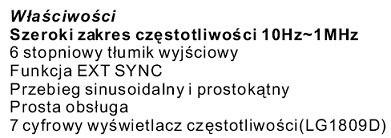 Właściwości
Szeroki zakres częstotliwości 10Hz~1MHz
6 stopniowy tłumik wyjściowy
Funkcja EXT SYNC
Przebieg sinusoidalny i prostokątny
Prosta obsługa
7 cyfrowy wyświetlacz częstotliwości(LG1809D)